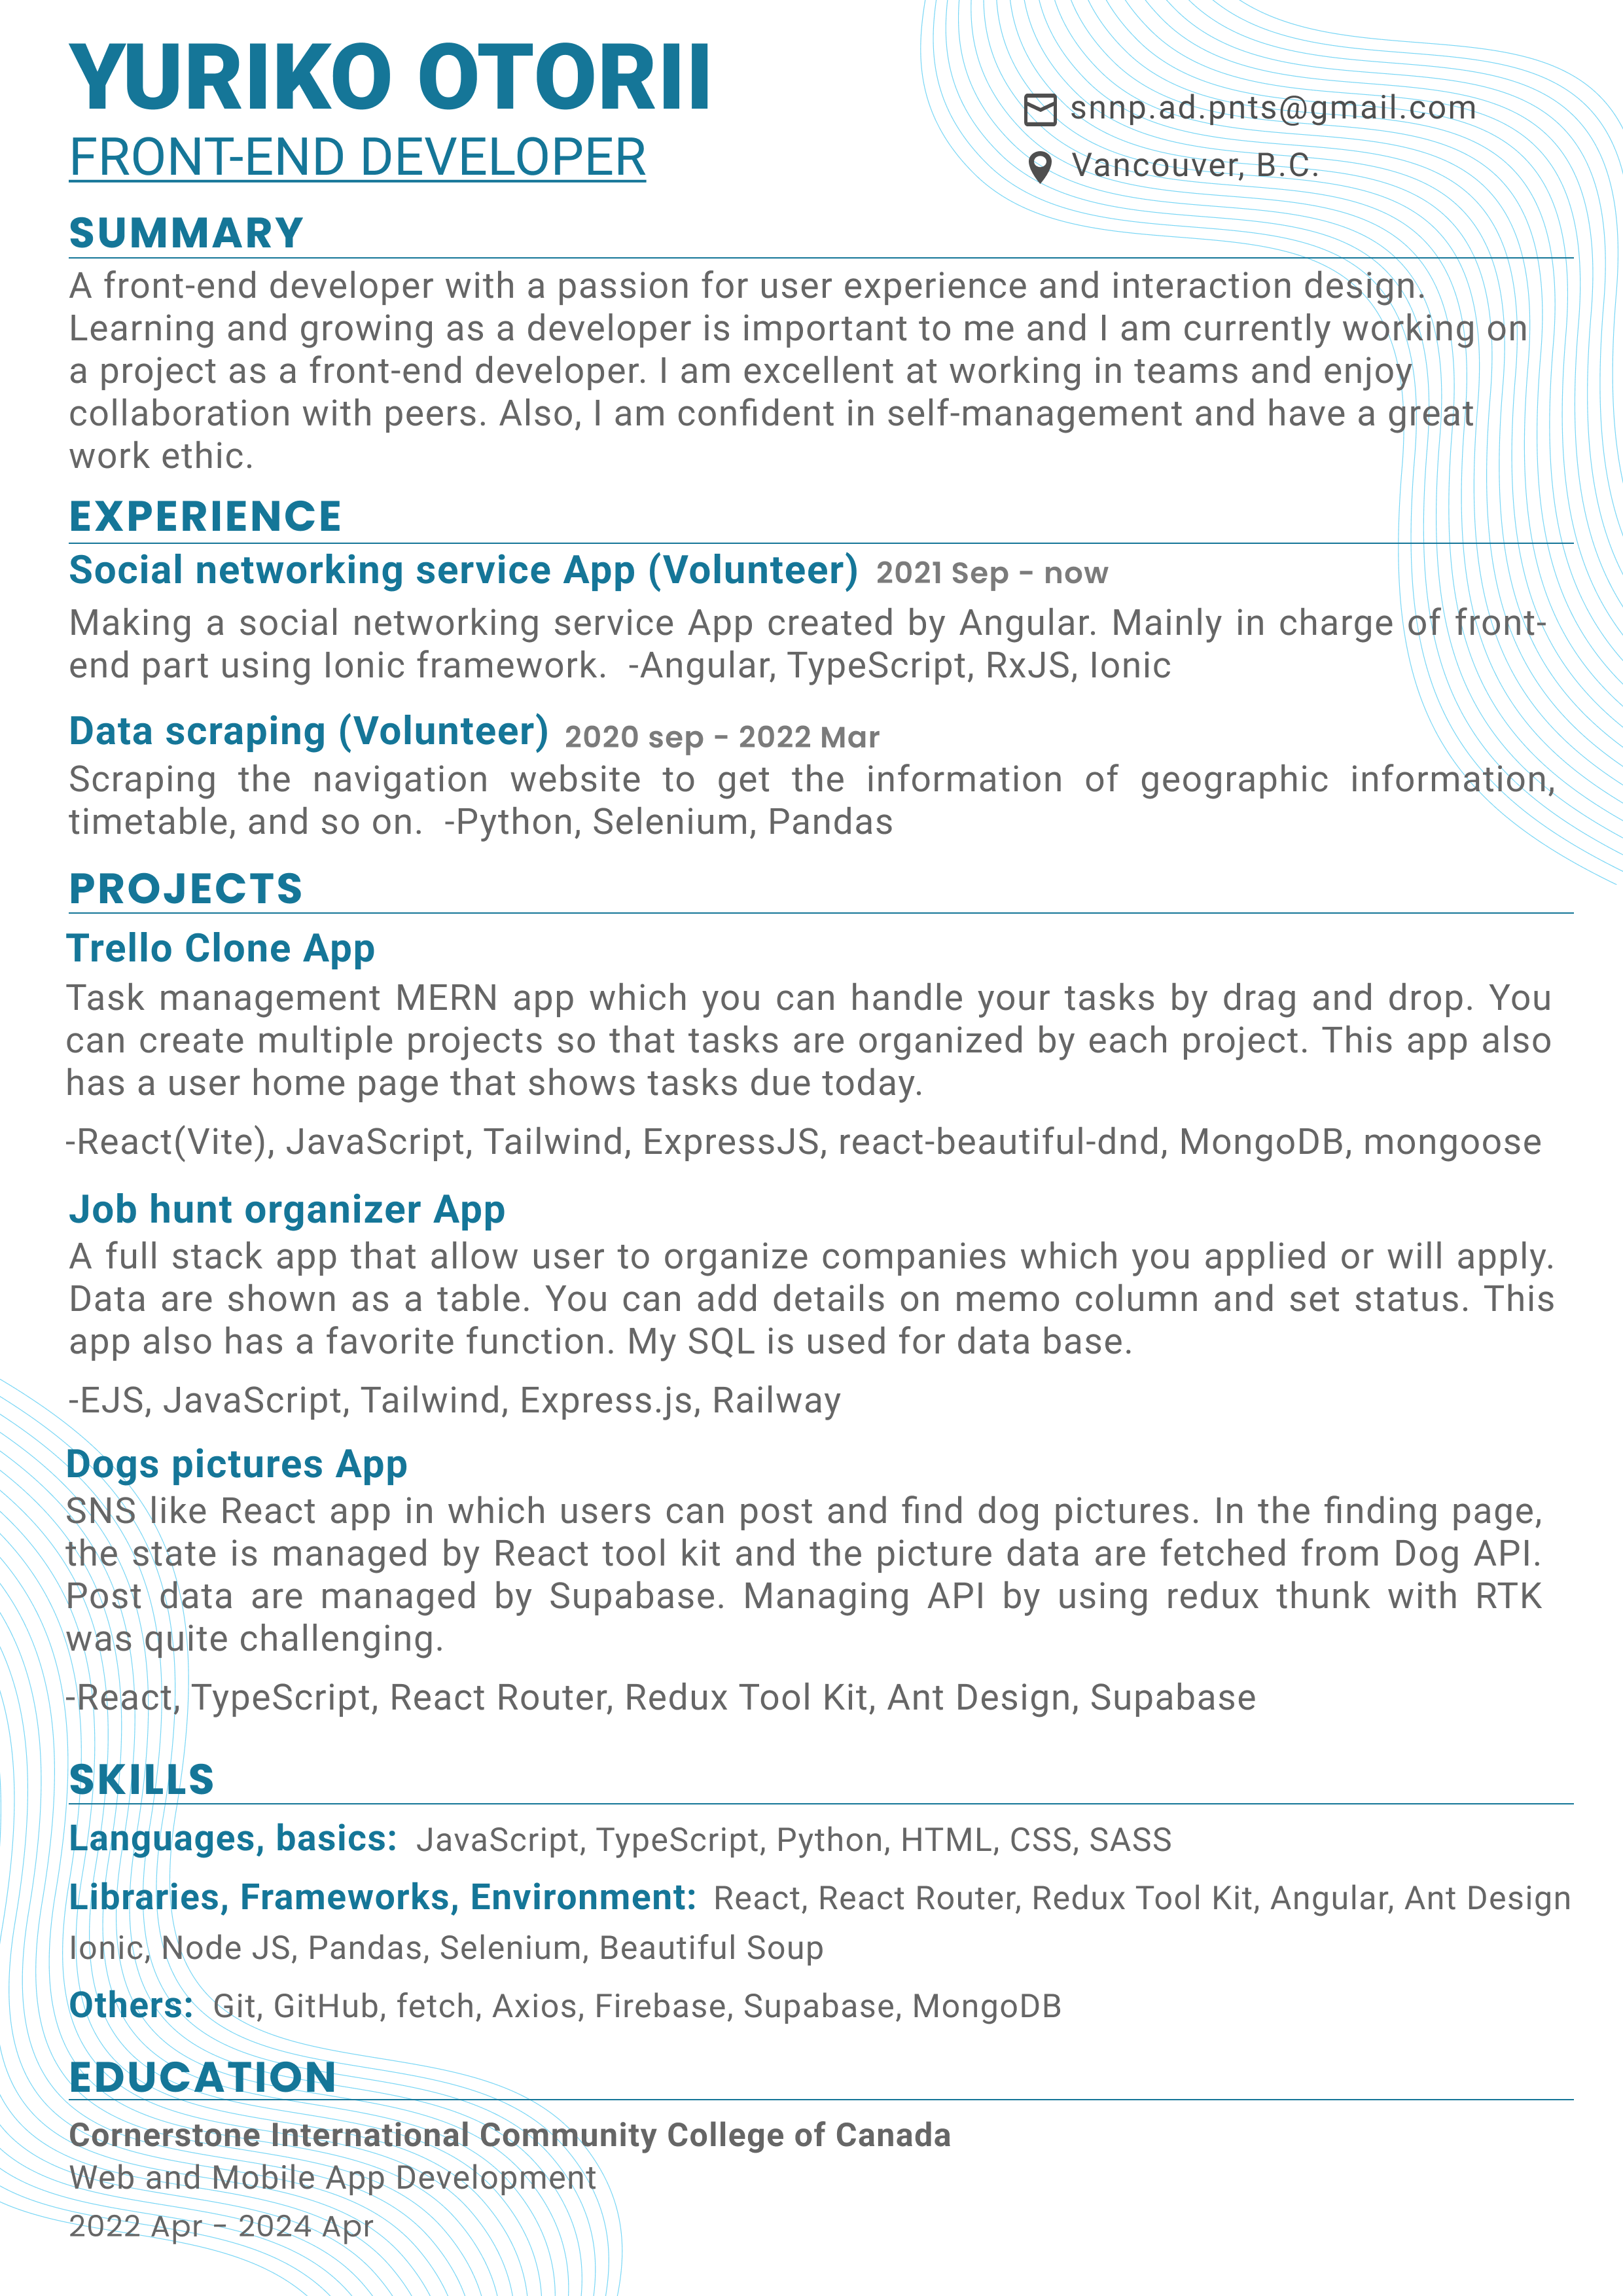 YURIKO OTORII
FRONT-END DEVELOPER
snnp.ad.pnts@gmail.com
Vancouver, B.C.
SUMMARY
A front-end developer with a passion for user experience and interaction design.
Learning and growing as a developer is important to me and I am currently working on
a project as a front-end developer. I am excellent at working in teams and enjoy
collaboration with peers. Also, I am confident in self-management and have a great
work ethic.
EXPERIENCE
Social networking service App (Volunteer) 2021 Sep - now
Making a social networking service App created by Angular. Mainly in charge of front-
end part using Ionic framework. -Angular, TypeScript, RxJS, Ionic
Data scraping (Volunteer) 2020 sep - 2022 Mar
Scraping the navigation website to get the information of geographic information,
timetable, and so on. -Python, Selenium, Pandas
PROJECTS
Trello Clone App
Task management MERN app which you can handle your tasks by drag and drop. You
can create multiple projects so that tasks are organized by each project. This app also
has a user home page that shows tasks due today.
-React(Vite), JavaScript, Tailwind, ExpressJS, react-beautiful-dnd, MongoDB, mongoose
Job hunt organizer App
A full stack app that allow user to organize companies which you applied or will apply.
Data are shown as a table. You can add details on memo column and set status. This
app also has a favorite function. My SQL is used for data base.
-EJS, JavaScript, Tailwind, Express.js, Railway
Dogs pictures App
SNS like React app in which users can post and find dog pictures. In the finding page,
the state is managed by React tool kit and the picture data are fetched from Dog API.
Post data are managed by Supabase. Managing API by using redux thunk with RTK
was quite challenging.
-React, TypeScript, React Router, Redux Tool Kit, Ant Design, Supabase
SKILLS
Languages, basics: JavaScript, TypeScript, Python, HTML, CSS, SASS
Libraries, Frameworks, Environment: React, React Router, Redux Tool Kit, Angular, Ant Design
Ionic, Node JS, Pandas, Selenium, Beautiful Soup
Others: Git, GitHub, fetch, Axios, Firebase, Supabase, MongoDB
EDUCATION
Cornerstone International Community College of Canada
Web and Mobile App Development
2022 Apr - 2024 Apr